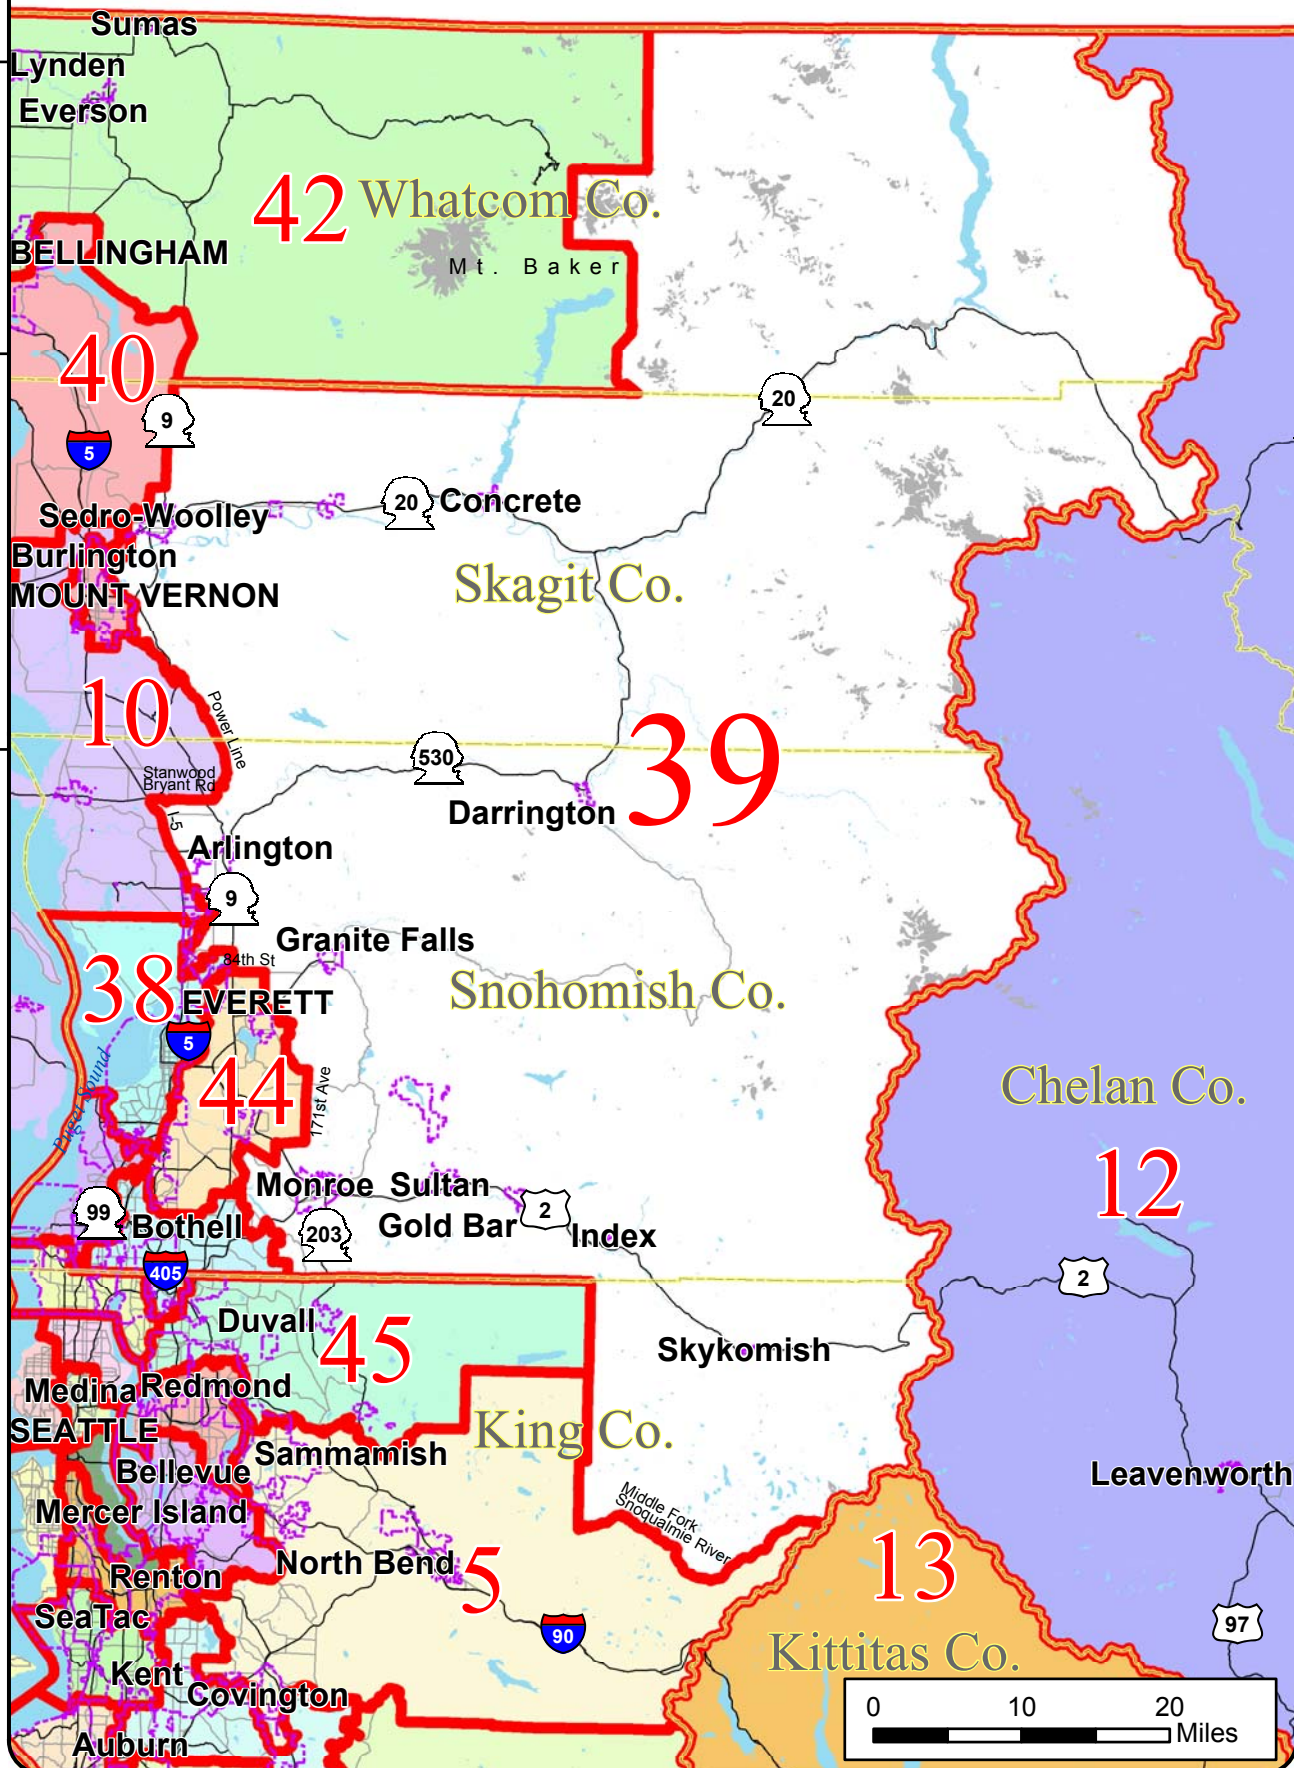 Sumas
Lynden
Everson
42
Whatcom Co.
BELLINGHAM
Mt. Baker
40
9
20
5
20
Concrete
Sedro-Woolley
Burlington
Skagit Co.
MOUNT VERNON
10
Power Line
39
530
Stanwood
Bryant Rd
I-5
Darrington
Arlington
9
Granite Falls
84th St
38
Snohomish Co.
EVERETT
5
44
171st Ave
Puget Sound
Chelan Co.
12
Monroe
Sultan
99
Bothell
203
Gold Bar
2
Index
405
2
Duvall
45
Skykomish
Medina
Redmond
SEATTLE
King Co.
Sammamish
Bellevue
Leavenworth
Mercer Island
Middle Fork
Snoqualmie River
North Bend
5
13
Renton
SeaTac
90
97
Kittitas Co.
Kent
Covington
Auburn
0 10 20
Miles